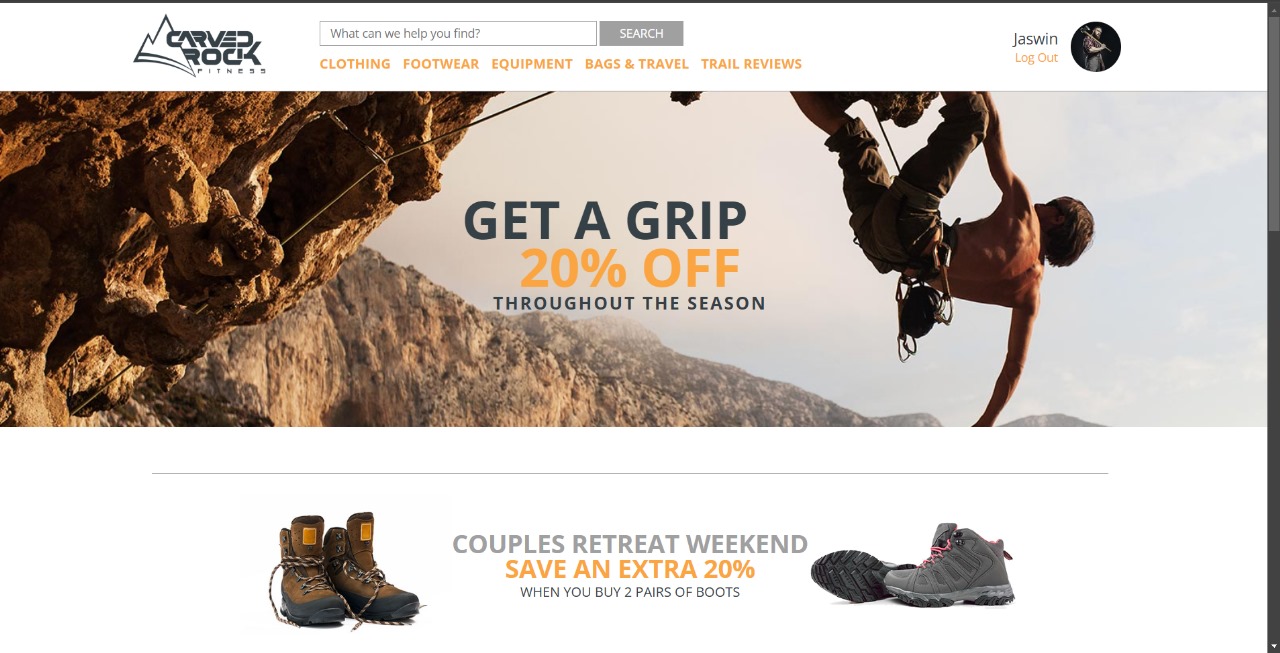 CARVED
ROCK
FITNESS
What can we help you find?
SEARCH
CLOTHING FOOTWEAR EQUIPMENT BAGS & TRAVEL TRAIL REVIEWS
Jaswin
Log Out
GET A GRIP
20% OFF
THROUGHOUT THE SEASON
COUPLES RETREAT WEEKEND
SAVE AN EXTRA 20%
WHEN YOU BUY 2 PAIRS OF BOOTS